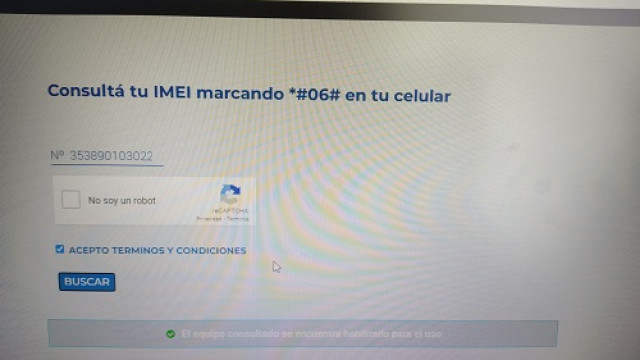 Consultá tu IMEI marcando *#06# en tu celular
Nº 353890103022
No soy un robot
reCAPTCHA
Privacidad - Términos
ACEPTO TERMINOS Y CONDICIONES
BUSCAR
El equipo consultado se encuentra habilitado para el uso